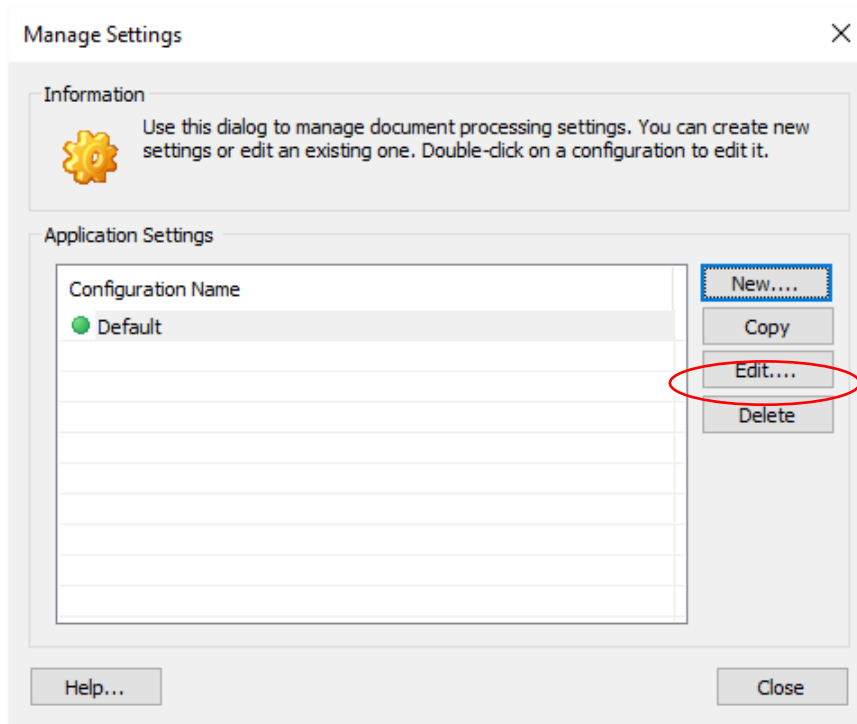 Manage Settings
Information
Use this dialog to manage document processing settings. You can create new
settings or edit an existing one. Double-click on a configuration to edit it.
Application Settings
Configuration Name
Default
New....
Copy
Edit....
Delete
Help...
Close